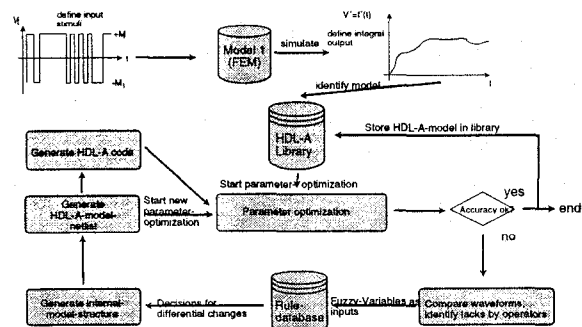 define input
stimuli
+M
t
-M
Model 1
(FEM)
simulate
define integral
output
t
identify model
HDL-A
Library
Store HDL-A-model in library
Generate HDL-A code
Start parameter optimization
Generate
HDL-A-model-
netlist
Start new
parameter-
optimization
Parameter optimization
Accuracy ok?
yes
end
no
Generate internal-
model-structure
Decisions for
differential changes
Rule-
database
Fuzzy-Variables as
inputs
Compare waveforms,
identify lacks by operators